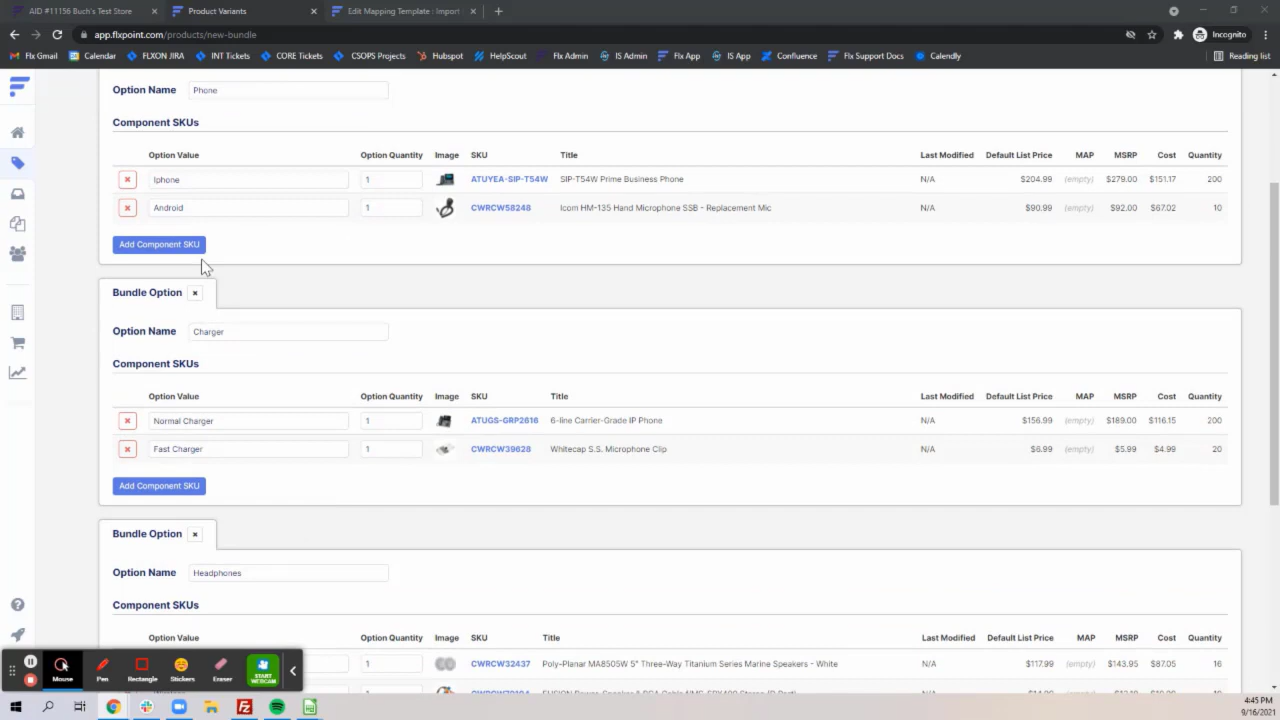 AID #11156 Buch's Test Store
Product Variants
Edit Mapping Template : Import
app.flxpoint.com/products/new-bundle
Incognito
Flx Gmail
Calendar
FLXON JIRA
INT Tickets
CORE Tickets
CSOPS Projects
Hubspot
HelpScout
Flx Admin
IS Admin
Flx App
IS App
Confluence
Flx Support Docs
Calendly
Reading list
Option Name Phone
Component SKUs
Option Value Option Quantity Image SKU Title Last Modified Default List Price MAP MSRP Cost Quantity
Iphone 1 ATUYEA-SIP-T54W SIP-T54W Prime Business Phone N/A $204.99 (empty) $279.00 $151.17 200
Android 1 CWRCW58248 Icom HM-135 Hand Microphone SSB - Replacement Mic N/A $90.99 (empty) $92.00 $67.02 10
Add Component SKU
Bundle Option
Option Name Charger
Component SKUs
Option Value Option Quantity Image SKU Title Last Modified Default List Price MAP MSRP Cost Quantity
Normal Charger 1 ATUGS-GRP2616 6-line Carrier-Grade IP Phone N/A $156.99 (empty) $189.00 $116.15 200
Fast Charger 1 CWRCW39628 Whitecap S.S. Microphone Clip N/A $6.99 (empty) $5.99 $4.99 20
Add Component SKU
Bundle Option
Option Name Headphones
Component SKUs
Option Value Option Quantity Image SKU Title Last Modified Default List Price MAP MSRP Cost Quantity
1 CWRCW32437 Poly-Planar MA8505W 5" Three-Way Titanium Series Marine Speakers - White N/A $117.99 (empty) $143.95 $87.05 16
Mouse
Pen
Rectangle
Stickers
Eraser
START WEBCAM
4:45 PM
9/16/2021